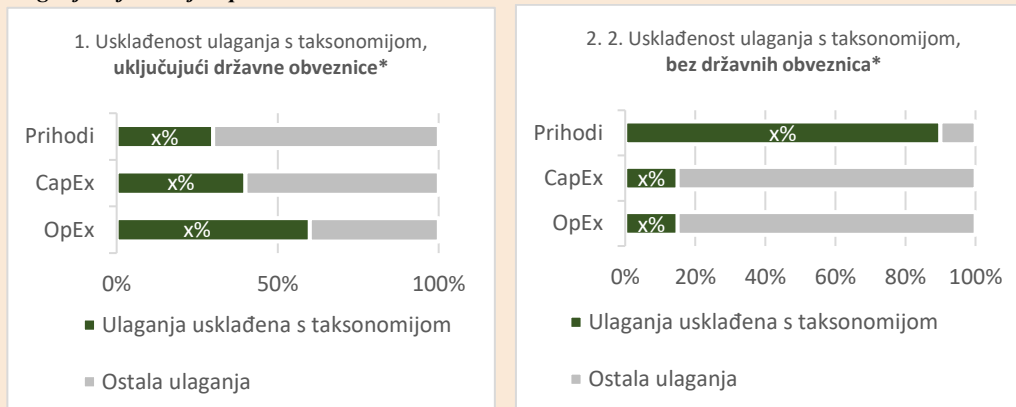 1. Usklađenost ulaganja s taksonomijom,
uključujući državne obveznice*
Prihodi
x%
CapEx
x%
OpEx
x%
0%
50%
100%
Ulaganja usklađena s taksonomijom
Ostala ulaganja
2. 2. Usklađenost ulaganja s taksonomijom,
bez državnih obveznica*
Prihodi
x%
CapEx
x%
OpEx
x%
0%
20%
40%
60%
80%
100%
Ulaganja usklađena s taksonomijom
Ostala ulaganja